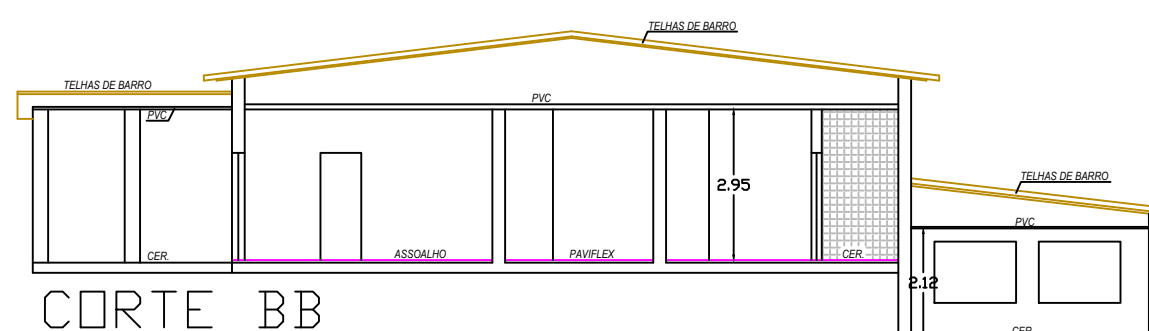 TELHAS DE BARRO
TELHAS DE BARRO
PVC
PVC
TELHAS DE BARRO
2.95
PVC
CER.
ASSOALHO
PAVIFLEX
CER.
2.12
CORTE BB
CER.